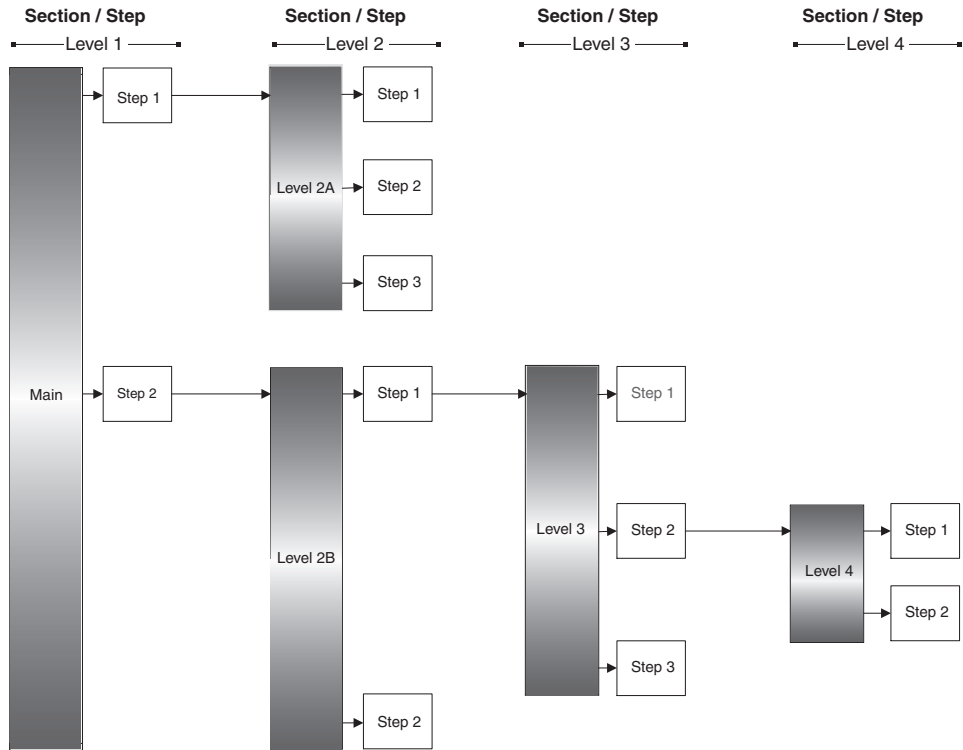 Section / Step Section / Step Section / Step Section / Step
Level 1 Level 2 Level 3 Level 4
Step 1 Step 1
Level 2A Step 2
Step 3
Main Step 2 Step 1 Step 1
Level 3 Step 2 Step 1
Level 2B Level 4
Step 2
Step 3
Step 2